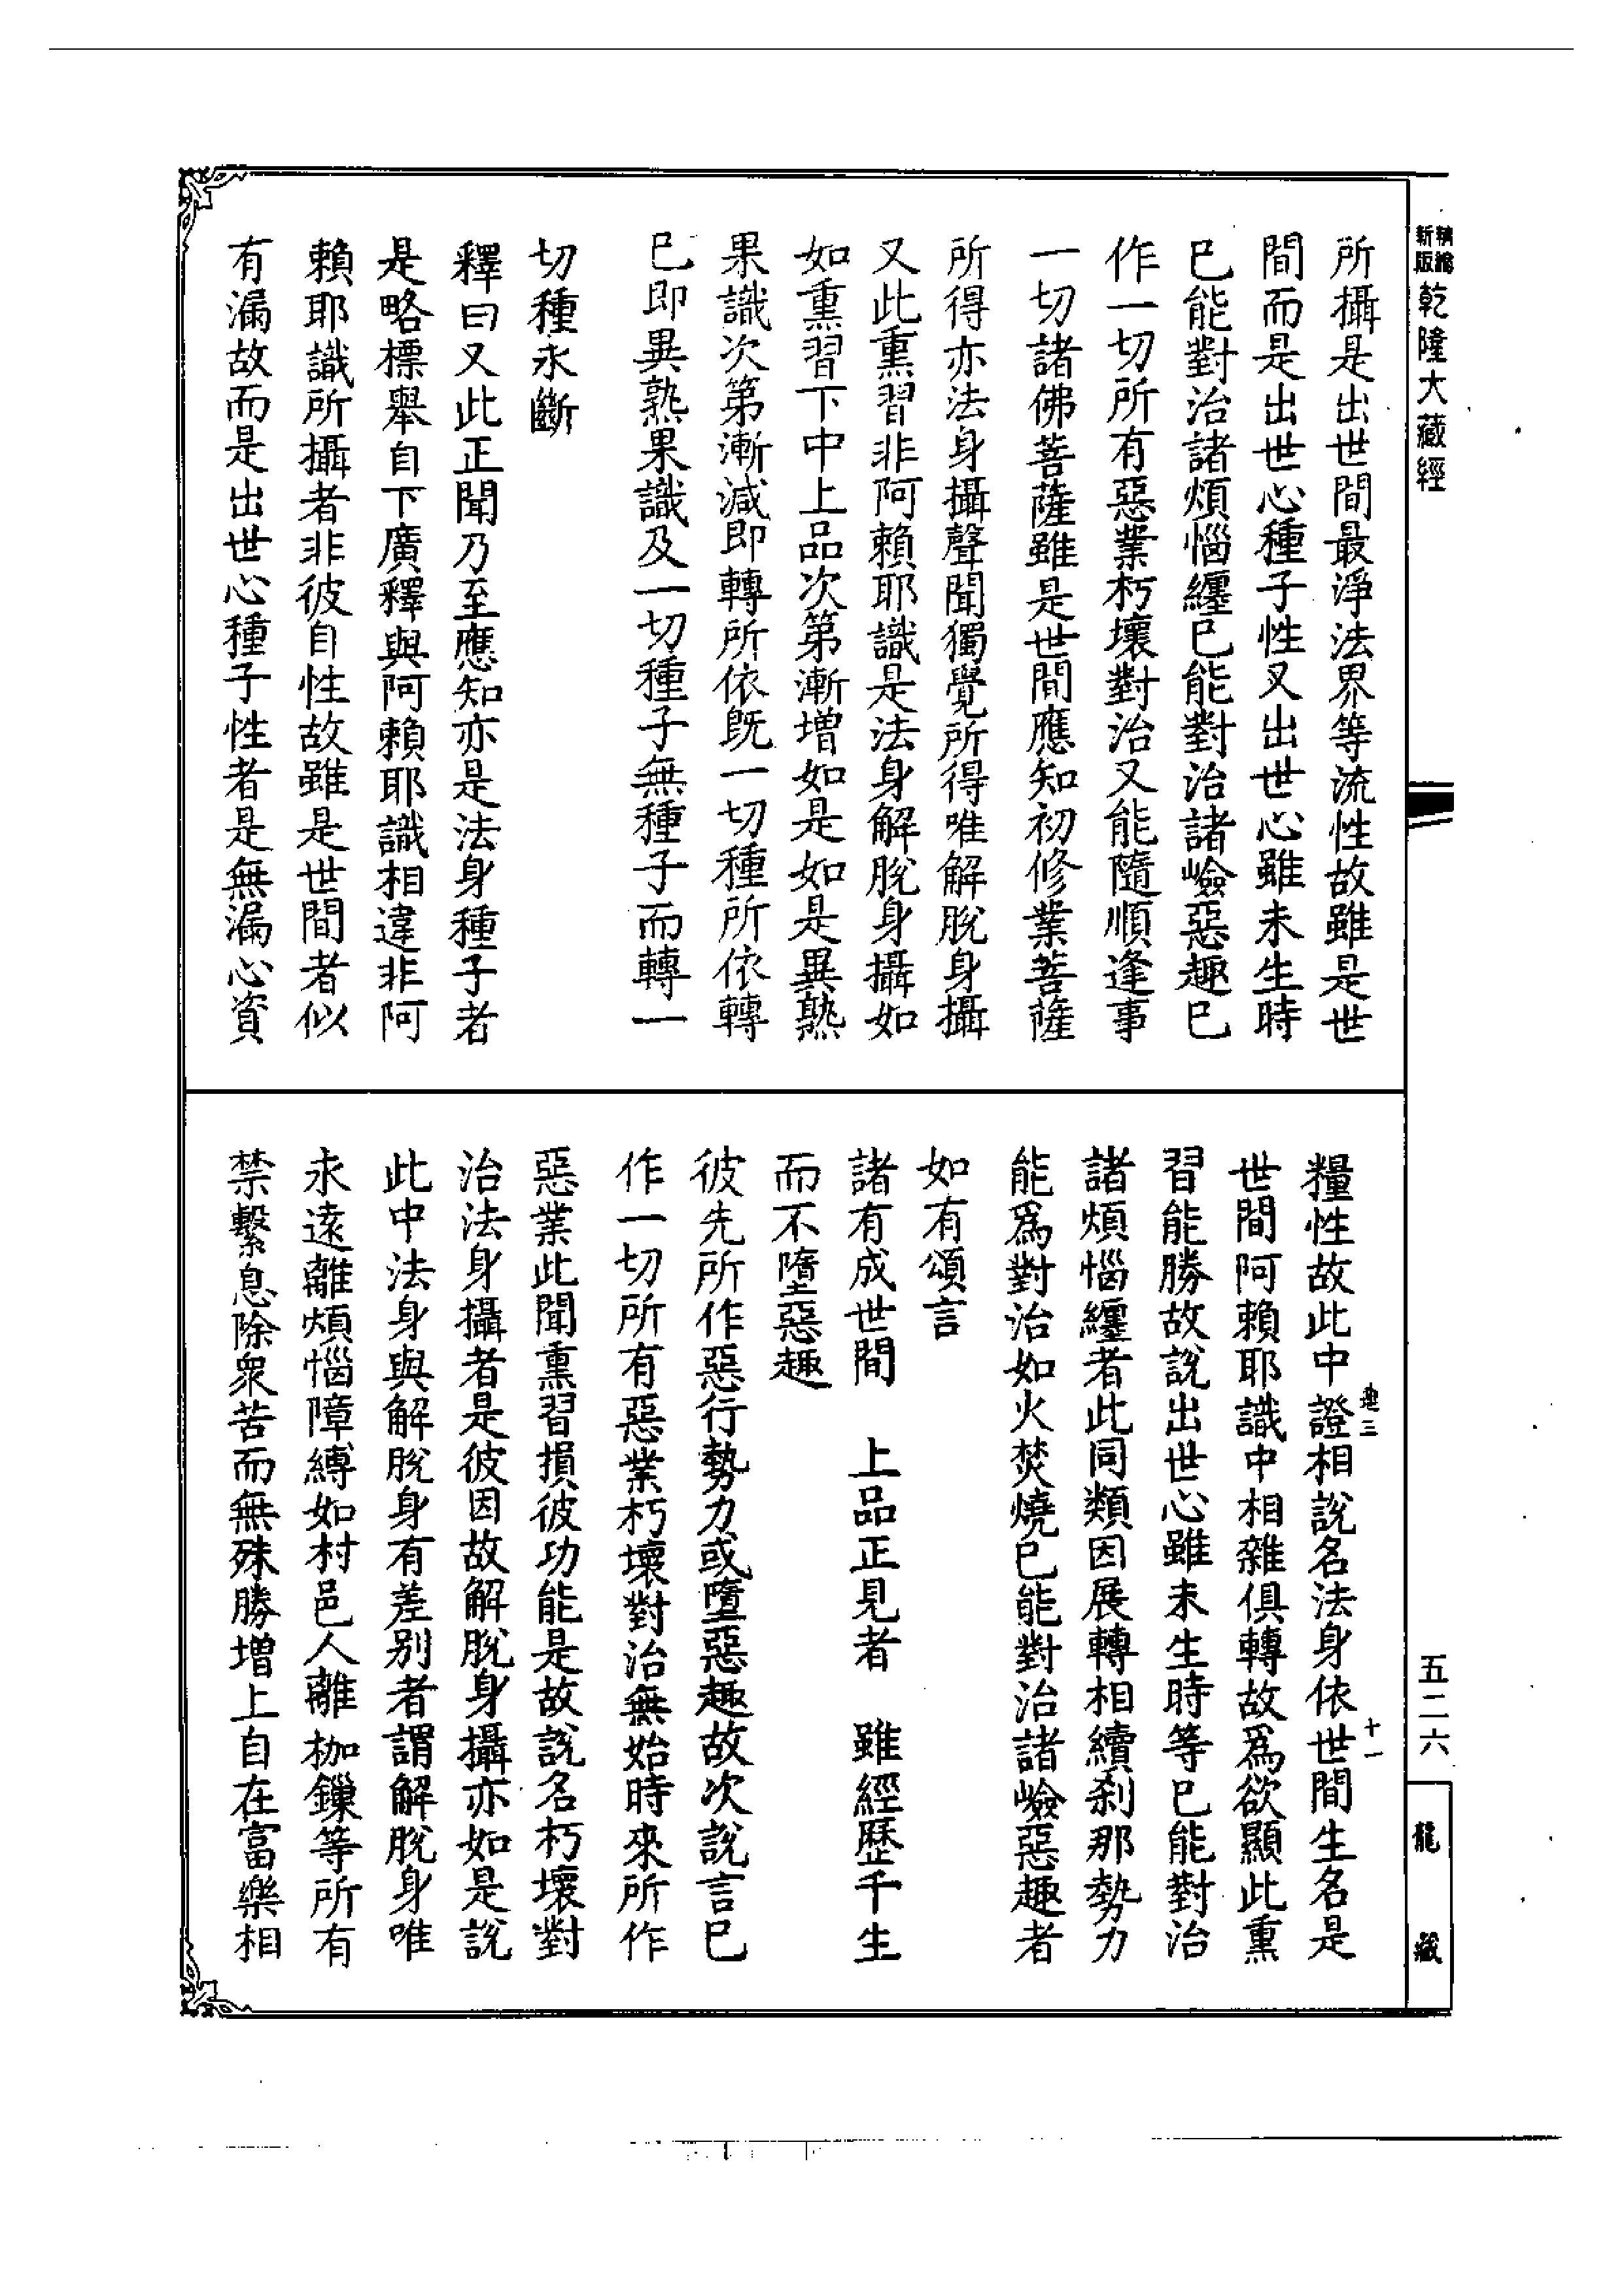 精繪
新版
乾隆大藏經
所攝是出世間最淨法界等流性故雖是世
間而是出世心種子性又出世心雖未生時
已能對治諸煩惱纏已能對治諸嶮惡趣已
作一切所有惡業朽壞對治又能隨順逢事
一切諸佛菩薩雖是世間應知初修業菩薩
所得亦法身攝聲聞獨覺所得唯解脫身攝
又此熏習非阿賴耶識是法身解脫身攝如
如熏習下中上品次第漸增如是如是異熟
果識次第漸減即轉所依既一切種所依轉
已即異熟果識及一切種子無種子而轉一
切種永斷
釋曰又此正聞乃至應知亦是法身種子者
是略標舉自下廣釋與阿賴耶識相違非阿
賴耶識所攝者非彼自性故雖是世間者似
有漏故而是出世心種子性者是無漏心資
糧性故此中證相說名法身依世間生名是
世間阿賴耶識中相雜俱轉故爲欲顯此熏
習能勝故說出世心雖未生時等已能對治
諸煩惱纏者此同類因展轉相續剎那勢力
能爲對治如火焚燒已能對治諸嶮惡趣者
如有頌言
諸有成世間　上品正見者　雖經歷千生
而不墮惡趣
彼先所作惡行勢力或墮惡趣故次說言已
作一切所有惡業朽壞對治無始時來所作
惡業此聞熏習損彼功能是故說名朽壞對
治法身攝者是彼因故解脫身攝亦如是說
此中法身與解脫身有差別者謂解脫身唯
永遠離煩惱障縛如村邑人離枷鏁等所有
禁繫息除眾苦而無殊勝增上自在富樂相
連三
十一
五二六
龍藏